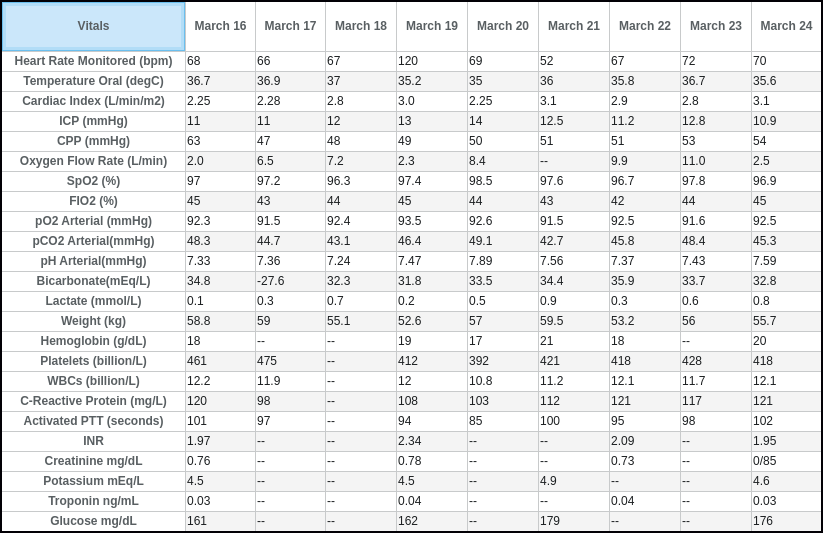 Vitals March 16 March 17 March 18 March 19 March 20 March 21 March 22 March 23 March 24
Heart Rate Monitored (bpm) 68 66 67 120 69 52 67 72 70
Temperature Oral (degC) 36.7 36.9 37 35.2 35 36 35.8 36.7 35.6
Cardiac Index (L/min/m2) 2.25 2.28 2.8 3.0 2.25 3.1 2.9 2.8 3.1
ICP (mmHg) 11 11 12 13 14 12.5 11.2 12.8 10.9
CPP (mmHg) 63 47 48 49 50 51 51 53 54
Oxygen Flow Rate (L/min) 2.0 6.5 7.2 2.3 8.4 -- 9.9 11.0 2.5
SpO2 (%) 97 97.2 96.3 97.4 98.5 97.6 96.7 97.8 96.9
FIO2 (%) 45 43 44 45 44 43 42 44 45
pO2 Arterial (mmHg) 92.3 91.5 92.4 93.5 92.6 91.5 92.5 91.6 92.5
pCO2 Arterial(mmHg) 48.3 44.7 43.1 46.4 49.1 42.7 45.8 48.4 45.3
pH Arterial(mmHg) 7.33 7.36 7.24 7.47 7.89 7.56 7.37 7.43 7.59
Bicarbonate(mEq/L) 34.8 -27.6 32.3 31.8 33.5 34.4 35.9 33.7 32.8
Lactate (mmol/L) 0.1 0.3 0.7 0.2 0.5 0.9 0.3 0.6 0.8
Weight (kg) 58.8 59 55.1 52.6 57 59.5 53.2 56 55.7
Hemoglobin (g/dL) 18 -- -- 19 17 21 18 -- 20
Platelets (billion/L) 461 475 -- 412 392 421 418 428 418
WBCs (billion/L) 12.2 11.9 -- 12 10.8 11.2 12.1 11.7 12.1
C-Reactive Protein (mg/L) 120 98 -- 108 103 112 121 117 121
Activated PTT (seconds) 101 97 -- 94 85 100 95 98 102
INR 1.97 -- -- 2.34 -- -- 2.09 -- 1.95
Creatinine mg/dL 0.76 -- -- 0.78 -- -- 0.73 -- 0/85
Potassium mEq/L 4.5 -- -- 4.5 -- 4.9 -- -- 4.6
Troponin ng/mL 0.03 -- -- 0.04 -- -- 0.04 -- 0.03
Glucose mg/dL 161 -- -- 162 -- 179 -- -- 176